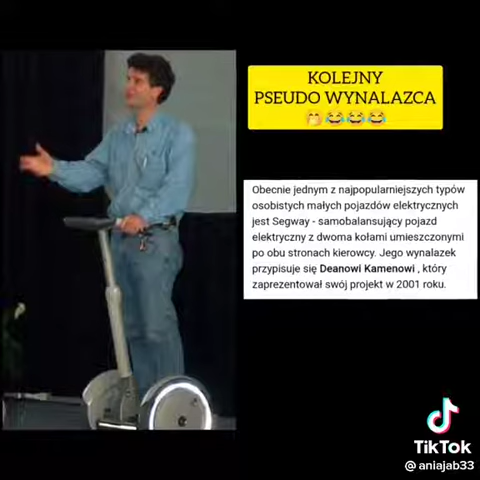 KOLEJNY
PSEUDO WYNALAZCA
🤭😂😂😂
Obecnie jednym z najpopularniejszych typów
osobistych małych pojazdów elektrycznych
jest Segway - samobalansujący pojazd
elektryczny z dwoma kołami umieszczonymi
po obu stronach kierowcy. Jego wynalazek
przypisuje się Deanowi Kamenowi , który
zaprezentował swój projekt w 2001 roku.
TikTok
@aniajab33